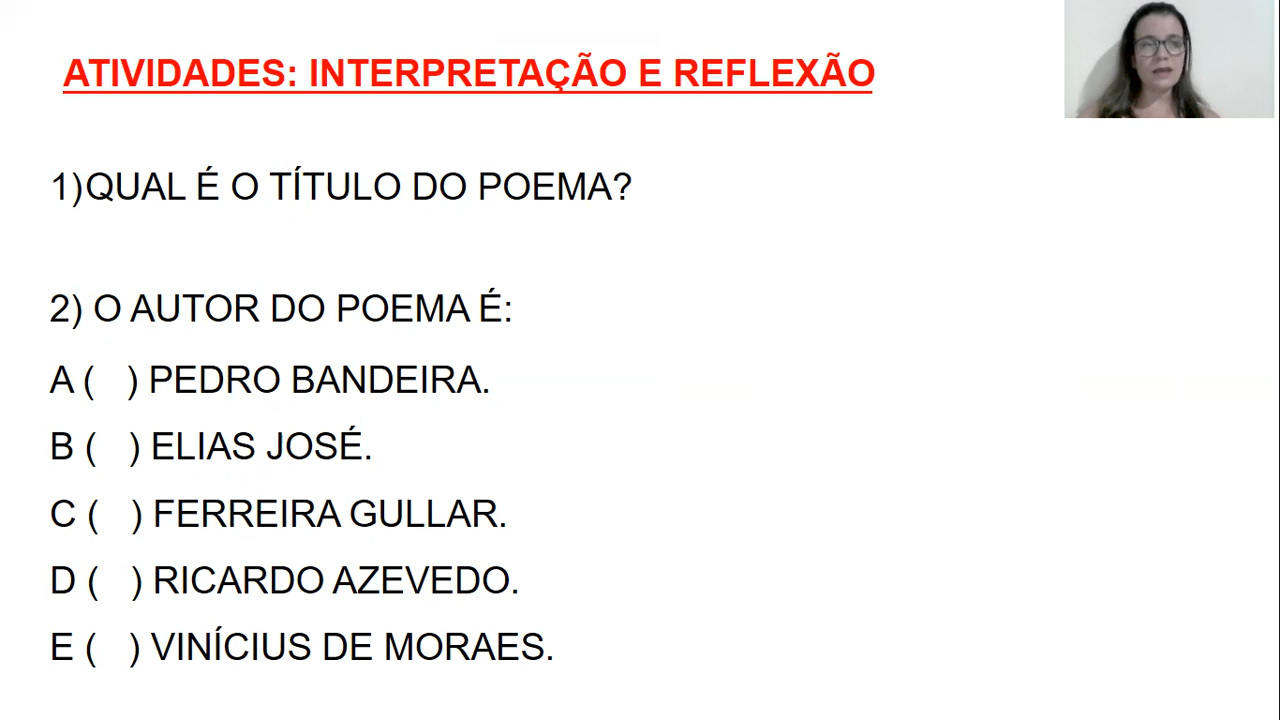 ATIVIDADES: INTERPRETAÇÃO E REFLEXÃO
1)QUAL É O TÍTULO DO POEMA?
2) O AUTOR DO POEMA É:
A (   ) PEDRO BANDEIRA.
B (   ) ELIAS JOSÉ.
C (   ) FERREIRA GULLAR.
D (   ) RICARDO AZEVEDO.
E (   ) VINÍCIUS DE MORAES.